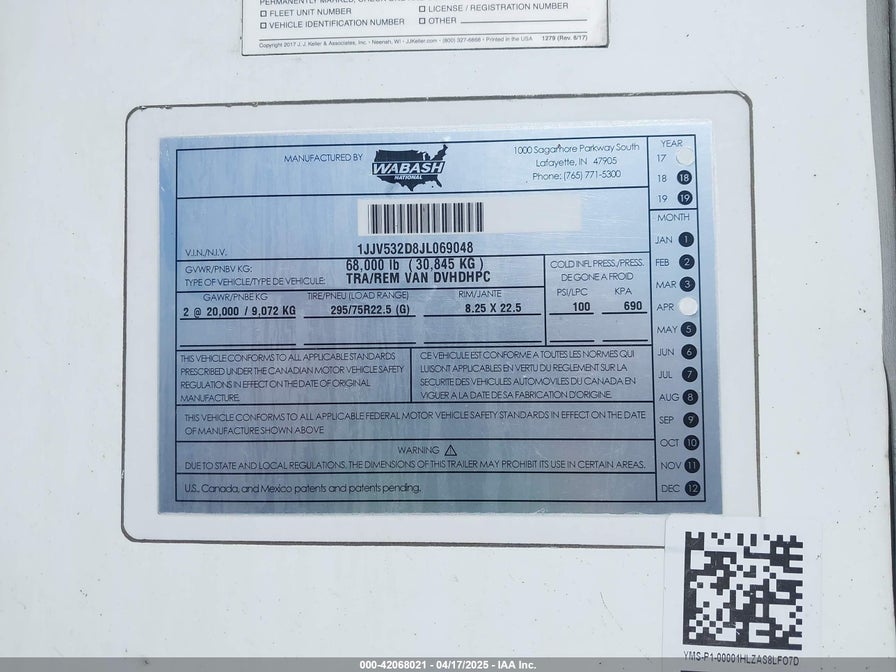 PERMANENTLY MARKED, CHECK
☐ FLEET UNIT NUMBER ☐ LICENSE / REGISTRATION NUMBER
☐ VEHICLE IDENTIFICATION NUMBER ☐ OTHER
Copyright 2017 J. J. Keller & Associates, Inc. • Neenah, WI • JJKeller.com • (800) 327-6868 • Printed in the USA 1279 (Rev. 8/17)
MANUFACTURED BY WABASH NATIONAL
1000 Sagamore Parkway South
Lafayette, IN 47905
Phone: (765) 771-5300
V.I.N./N.I.V. 1JJV532D8JL069048
GVWR/PNBV KG: 68,000 lb ( 30,845 KG )
TYPE OF VEHICLE/TYPE DE VEHICULE: TRA/REM VAN DVHDHPC
COLD INFL PRESS./PRESS.
DE GONE A FROID
GAWR/PNBE KG TIRE/PNEU (LOAD RANGE) RIM/JANTE PSI/LPC KPA
2 @ 20,000 / 9,072 KG 295/75R22.5 (G) 8.25 X 22.5 100 690
THIS VEHICLE CONFORMS TO ALL APPLICABLE STANDARDS
PRESCRIBED UNDER THE CANADIAN MOTOR VEHICLE SAFETY
REGULATIONS IN EFFECT ON THE DATE OF ORIGINAL
MANUFACTURE.
CE VEHICULE EST CONFORME A TOUTES LES NORMES QUI
LUI SONT APPLICABLES EN VERTU DU REGLEMENT SUR LA
SECURITE DES VEHICULES AUTOMOVILES DU CANADA EN
VIGUER A LA DATE DE SA FABRICATION D'ORIGINE.
THIS VEHICLE CONFORMS TO ALL APPLICABLE FEDERAL MOTOR VEHICLE SAFETY STANDARDS IN EFFECT ON THE DATE
OF MANUFACTURE SHOWN ABOVE
WARNING
DUE TO STATE AND LOCAL REGULATIONS, THE DIMENSIONS OF THIS TRAILER MAY PROHIBIT ITS USE IN CERTAIN AREAS.
U.S., Canada, and Mexico patents and patents pending.
YEAR
17
18 18
19 19
MONTH
JAN 1
FEB 2
MAR 3
APR
MAY 5
JUN 6
JUL 7
AUG 8
SEP 9
OCT 10
NOV 11
DEC 12
YMS-P1-00001HLZAS8LFO7D
000-42068021 - 04/17/2025 - IAA Inc.